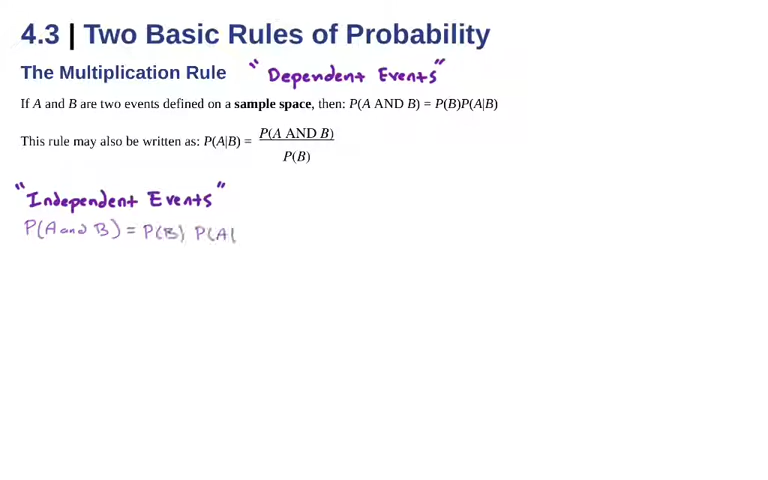 4.3 | Two Basic Rules of Probability
The Multiplication Rule "Dependent Events"
If A and B are two events defined on a sample space, then: P(A AND B) = P(B)P(A|B)
This rule may also be written as: P(A|B) = P(A AND B)
P(B)
"Independent Events"
P(A and B) = P(B) P(A(